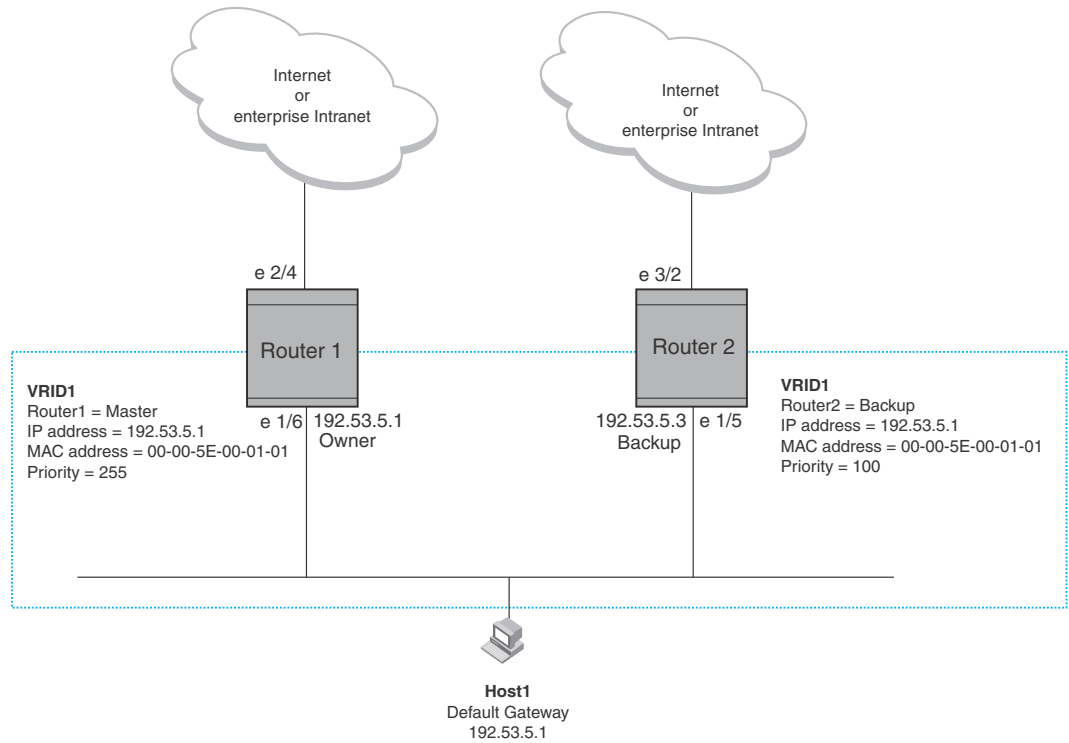 Internet
or
enterprise Intranet
Internet
or
enterprise Intranet
e 2/4
e 3/2
Router 1
Router 2
VRID1
Router1 = Master
IP address = 192.53.5.1
MAC address = 00-00-5E-00-01-01
Priority = 255
e 1/6
192.53.5.1
Owner
192.53.5.3
Backup
e 1/5
VRID1
Router2 = Backup
IP address = 192.53.5.1
MAC address = 00-00-5E-00-01-01
Priority = 100
Host1
Default Gateway
192.53.5.1